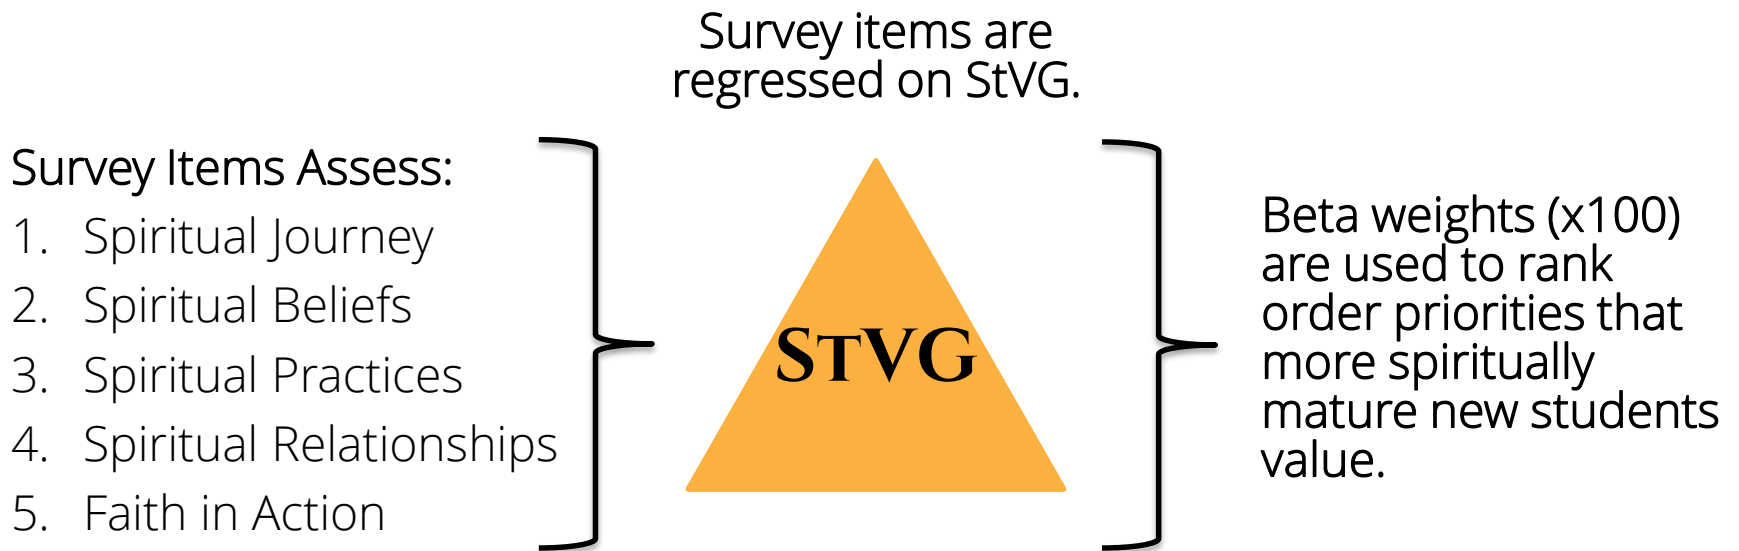 Survey items are
regressed on StVG.
Survey Items Assess:
1. Spiritual Journey
2. Spiritual Beliefs
3. Spiritual Practices
4. Spiritual Relationships
5. Faith in Action
STVG
Beta weights (x100)
are used to rank
order priorities that
more spiritually
mature new students
value.